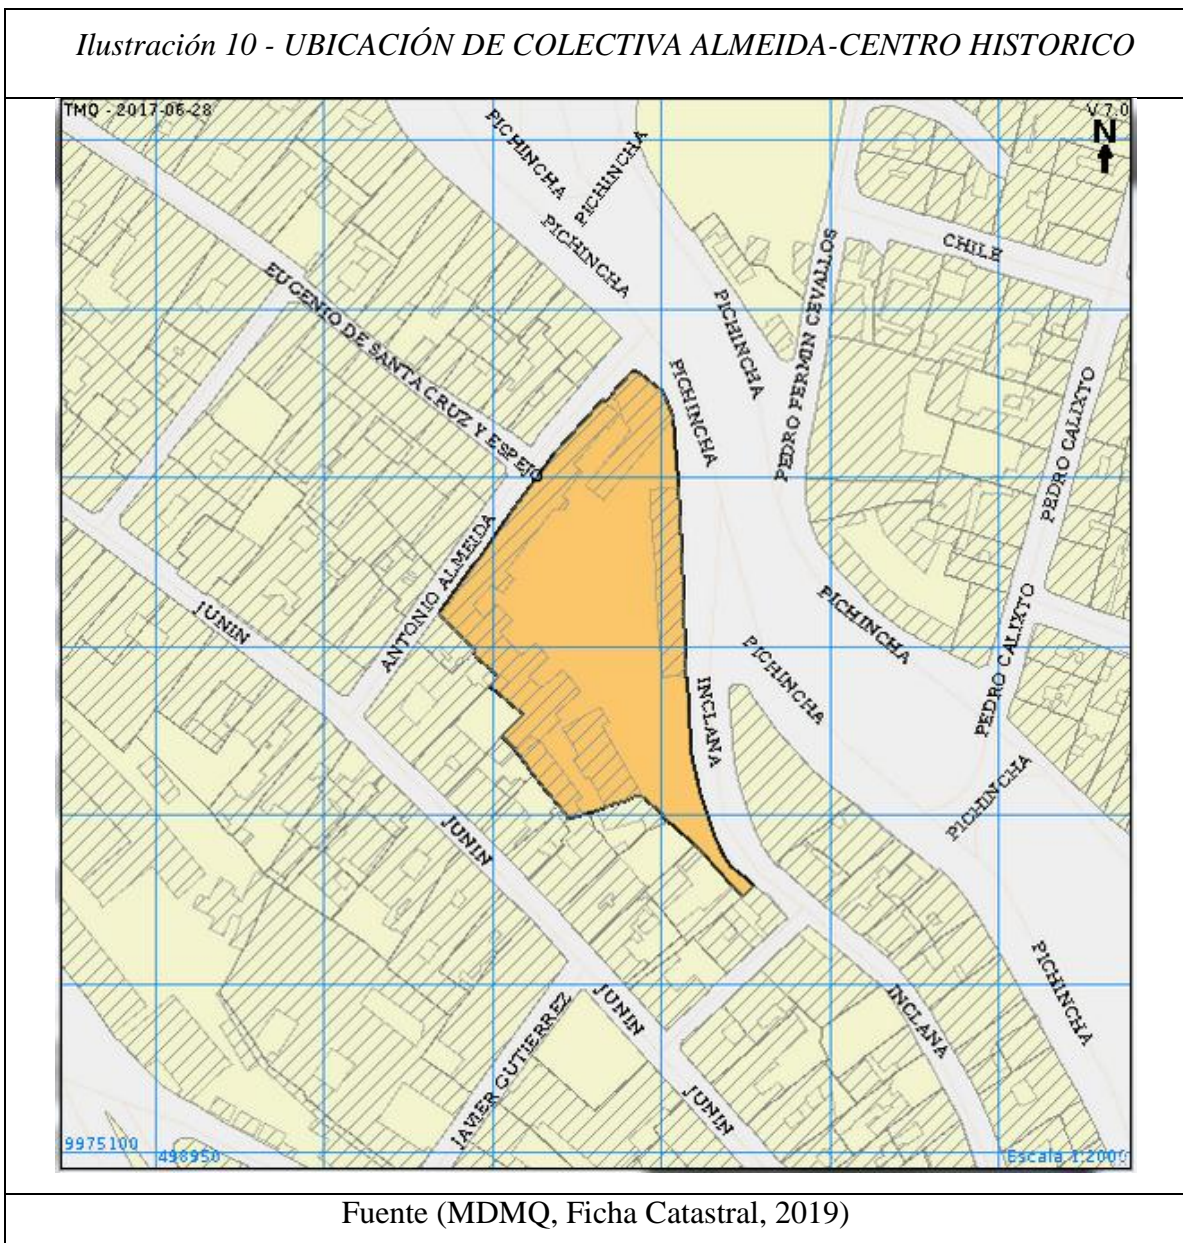 Ilustración 10 - UBICACIÓN DE COLECTIVA ALMEIDA-CENTRO HISTORICO
TMQ - 2017-06-28
V 7.0
N
PICHINCHA
PICHINCHA
PICHINCHA
CHILE
EUGENIO DE SANTA CRUZ Y ESPEJO
PICHINCHA
PEDRO FERMIN CEVALLOS
PICHINCHA
PEDRO CALIXTO
ANTONIO ALMEIDA
JUNIN
PICHINCHA
PEDRO CALIXTO
PICHINCHA
INCLANA
PICHINCHA
JUNIN
PICHINCHA
INCLANA
JUNIN
JAVIER GUTIERREZ
JUNIN
9975100
498950
Escala 1:2000
Fuente (MDMQ, Ficha Catastral, 2019)